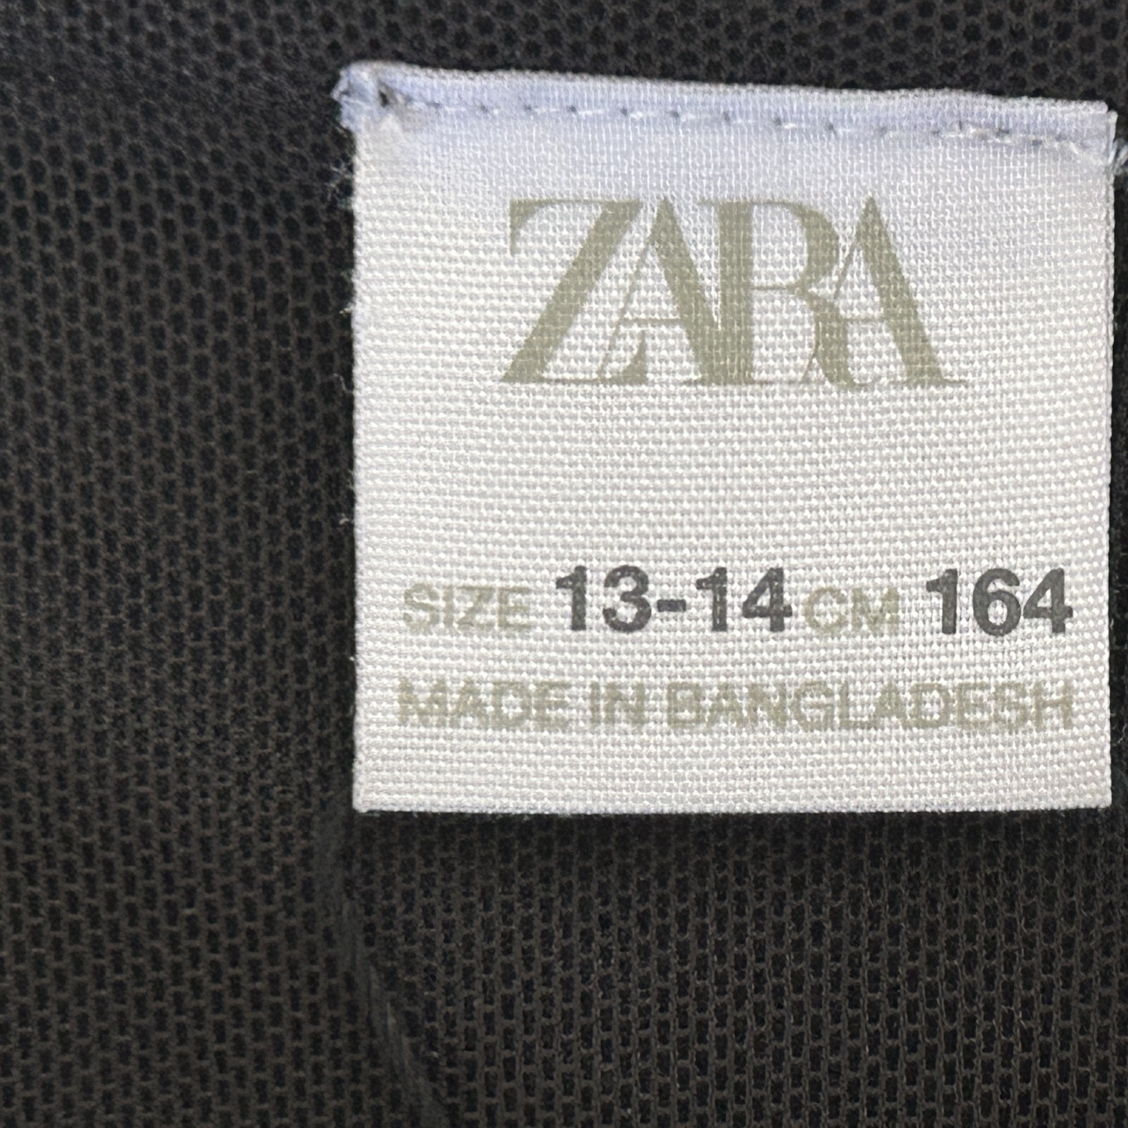 ZARA
SIZE 13-14 CM 164
MADE IN BANGLADESH